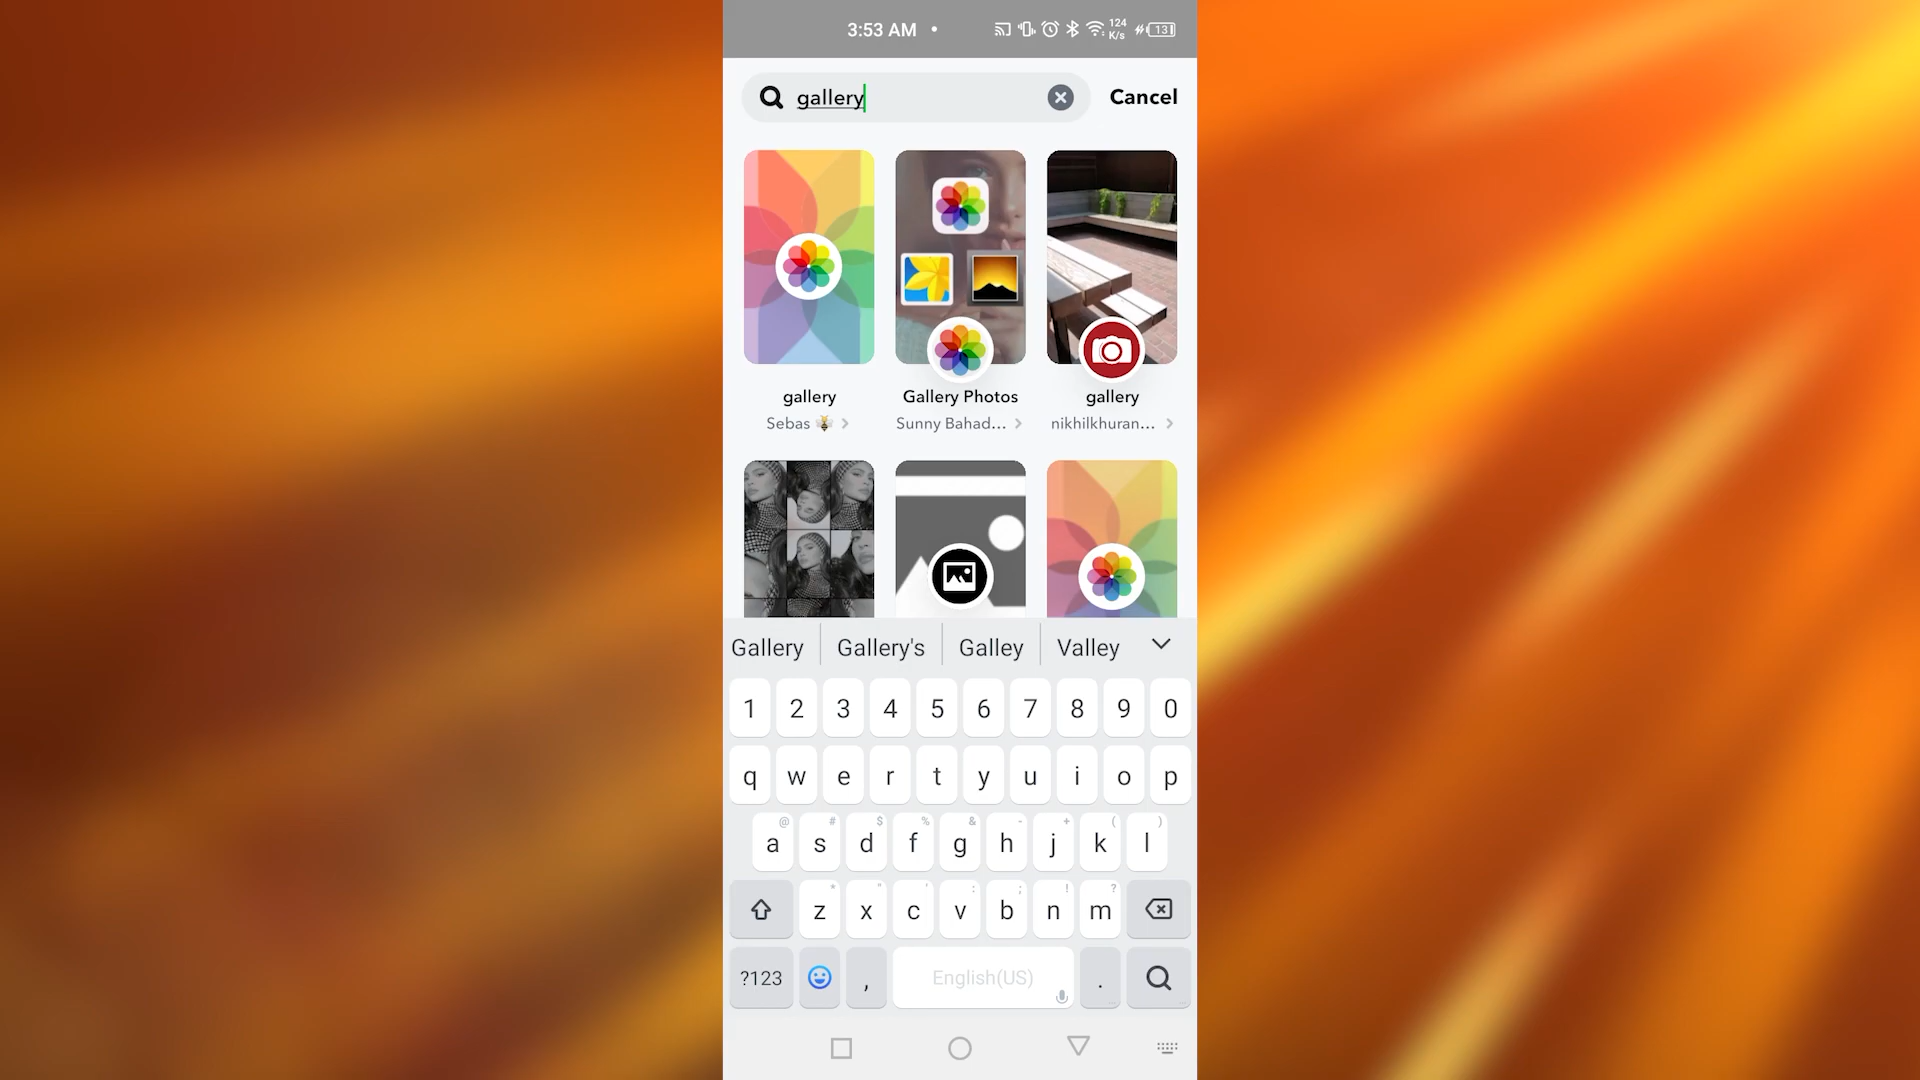 3:53 AM •
124
K/s
13
gallery
Cancel
gallery
Gallery Photos
gallery
Sebas 🐝 >
Sunny Bahad... >
nikhilkhuran... >
Gallery
Gallery's
Galley
Valley
1 2 3 4 5 6 7 8 9 0
q w e r t y u i o p
@ # $ % & - + ( )
a s d f g h j k l
* " ' : ; ! ?
z x c v b n m
?123 , English(US) .